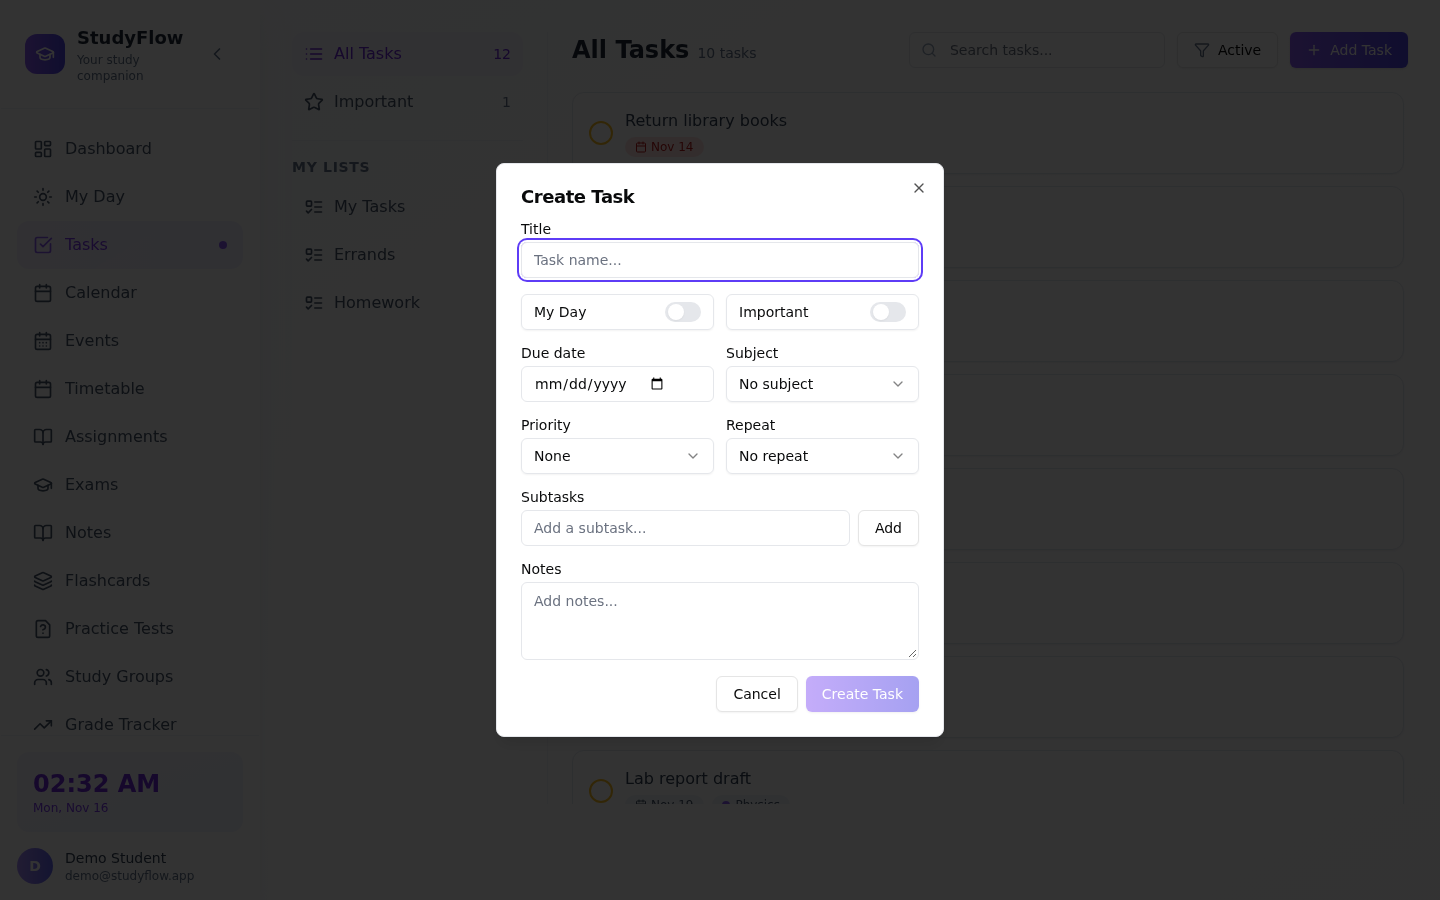 StudyFlow
Your study
companion
Dashboard
My Day
Tasks
Calendar
Events
Timetable
Assignments
Exams
Notes
Flashcards
Practice Tests
Study Groups
Grade Tracker
02:32 AM
Mon, Nov 16
D
Demo Student
demo@studyflow.app
All Tasks 12
Important 1
MY LISTS
My Tasks
Errands
Homework
All Tasks 10 tasks
Search tasks...
Active
Add Task
Return library books
Nov 14
Lab report draft
Nov 19 Physics
Create Task
Title
Task name...
My Day
Important
Due date
Subject
mm/dd/yyyy
No subject
Priority
Repeat
None
No repeat
Subtasks
Add a subtask...
Add
Notes
Add notes...
Cancel
Create Task